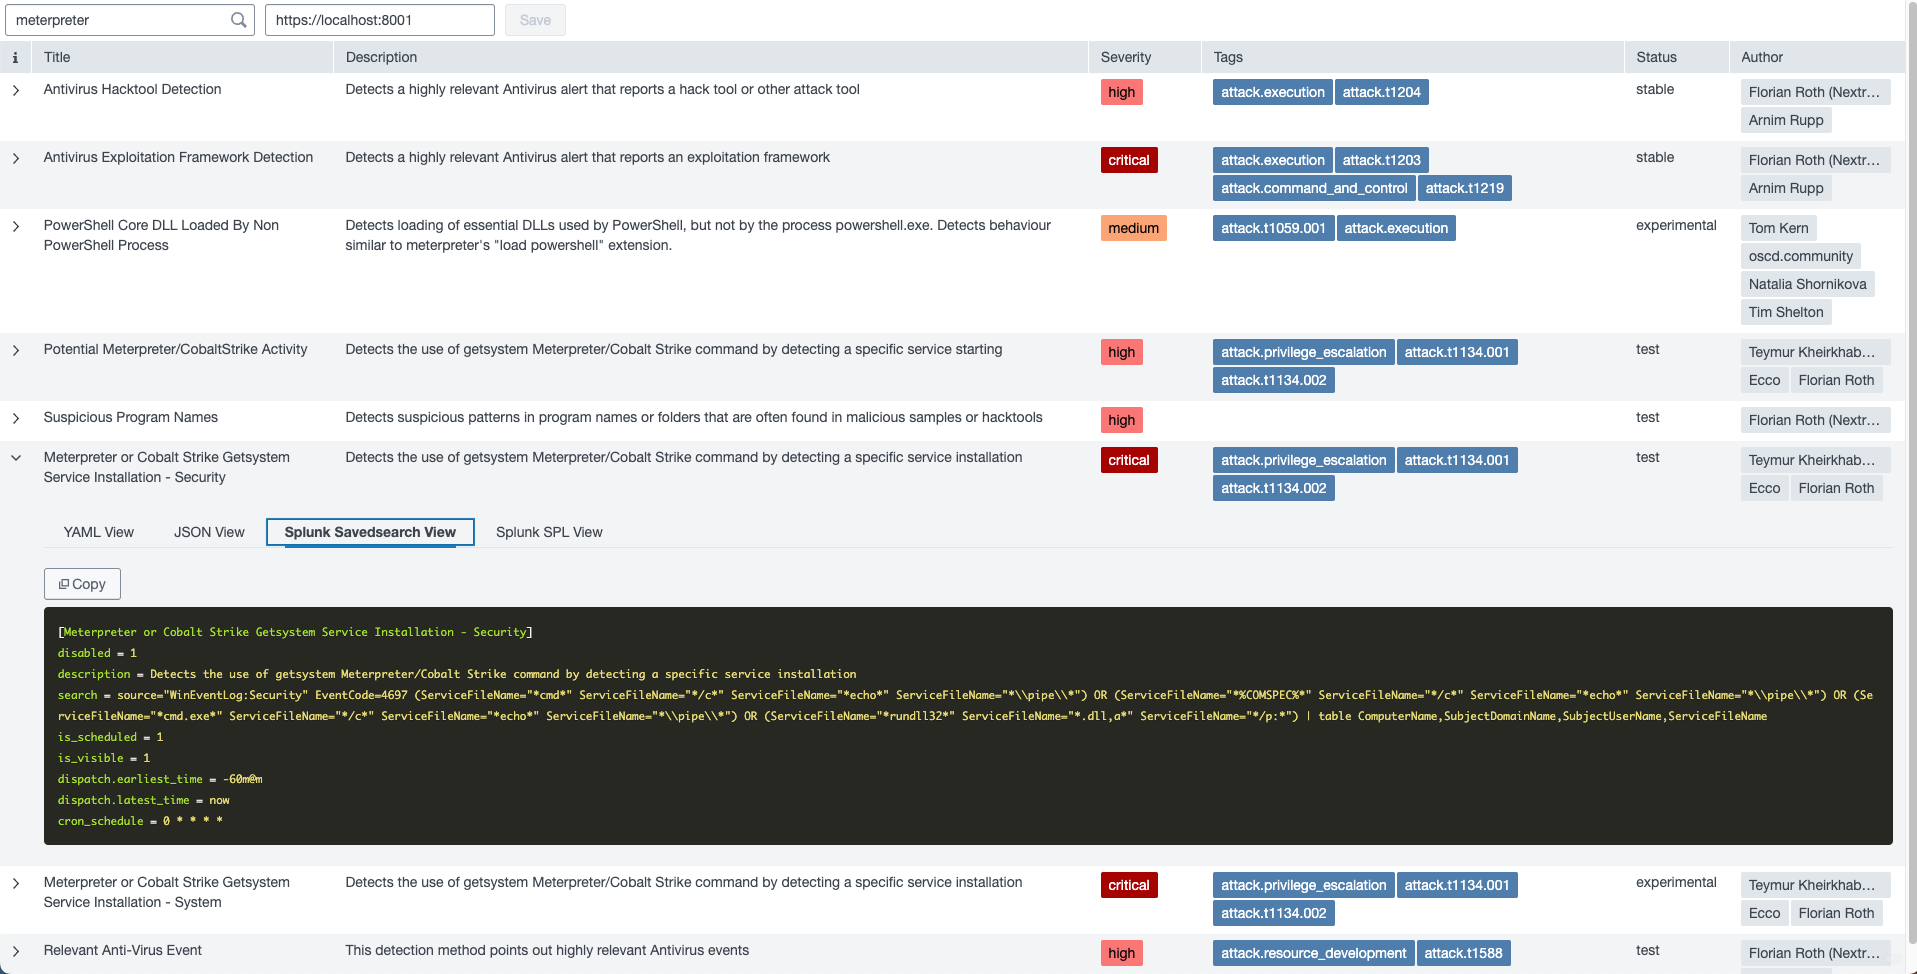 meterpreter
https://localhost:8001
Save
i Title Description Severity Tags Status Author
Antivirus Hacktool Detection Detects a highly relevant Antivirus alert that reports a hack tool or other attack tool high attack.execution attack.t1204 stable Florian Roth (Nextr...
Arnim Rupp
Antivirus Exploitation Framework Detection Detects a highly relevant Antivirus alert that reports an exploitation framework critical attack.execution attack.t1203 stable Florian Roth (Nextr...
attack.command_and_control attack.t1219 Arnim Rupp
PowerShell Core DLL Loaded By Non Detects loading of essential DLLs used by PowerShell, but not by the process powershell.exe. Detects behaviour medium attack.t1059.001 attack.execution experimental Tom Kern
PowerShell Process similar to meterpreter's "load powershell" extension.
oscd.community
Natalia Shornikova
Tim Shelton
Potential Meterpreter/CobaltStrike Activity Detects the use of getsystem Meterpreter/Cobalt Strike command by detecting a specific service starting high attack.privilege_escalation attack.t1134.001 test Teymur Kheirkhab...
attack.t1134.002 Ecco Florian Roth
Suspicious Program Names Detects suspicious patterns in program names or folders that are often found in malicious samples or hacktools high test Florian Roth (Nextr...
Meterpreter or Cobalt Strike Getsystem Detects the use of getsystem Meterpreter/Cobalt Strike command by detecting a specific service installation critical attack.privilege_escalation attack.t1134.001 test Teymur Kheirkhab...
Service Installation - Security attack.t1134.002 Ecco Florian Roth
YAML View JSON View Splunk Savedsearch View Splunk SPL View
Copy
[Meterpreter or Cobalt Strike Getsystem Service Installation - Security]
disabled = 1
description = Detects the use of getsystem Meterpreter/Cobalt Strike command by detecting a specific service installation
search = source="WinEventLog:Security" EventCode=4697 (ServiceFileName="*cmd*" ServiceFileName="*/c*" ServiceFileName="*echo*" ServiceFileName="*\\pipe\\*") OR (ServiceFileName="*%COMSPEC%*" ServiceFileName="*/c*" ServiceFileName="*echo*" ServiceFileName="*\\pipe\\*") OR (Se
rviceFileName="*cmd.exe*" ServiceFileName="*/c*" ServiceFileName="*echo*" ServiceFileName="*\\pipe\\*") OR (ServiceFileName="*rundll32*" ServiceFileName="*.dll,a*" ServiceFileName="*/p:*") | table ComputerName,SubjectDomainName,SubjectUserName,ServiceFileName
is_scheduled = 1
is_visible = 1
dispatch.earliest_time = -60m@m
dispatch.latest_time = now
cron_schedule = 0 * * * *
Meterpreter or Cobalt Strike Getsystem Detects the use of getsystem Meterpreter/Cobalt Strike command by detecting a specific service installation critical attack.privilege_escalation attack.t1134.001 experimental Teymur Kheirkhab...
Service Installation - System attack.t1134.002 Ecco Florian Roth
Relevant Anti-Virus Event This detection method points out highly relevant Antivirus events high attack.resource_development attack.t1588 test Florian Roth (Nextr...